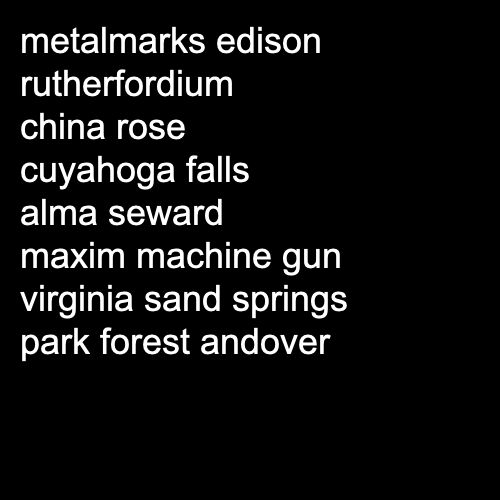 metalmarks edison
rutherfordium
china rose
cuyahoga falls
alma seward
maxim machine gun
virginia sand springs
park forest andover